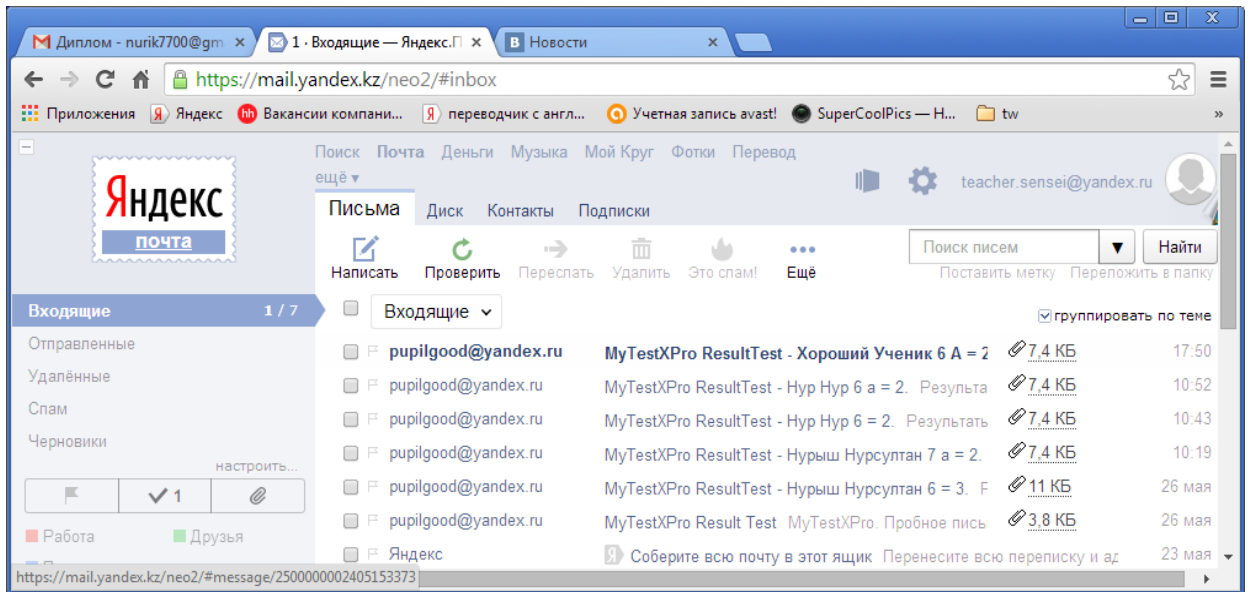 Диплом - nurik7700@gm 1 · Входящие — Яндекс.П Новости
https://mail.yandex.kz/neo2/#inbox
Приложения Яндекс Вакансии компани... переводчик с англ... Учетная запись avast! SuperCoolPics — Н... tw »
Поиск Почта Деньги Музыка Мой Круг Фотки Перевод
ещё ▾
teacher.sensei@yandex.ru
Яндекс
почта
Письма Диск Контакты Подписки
Написать Проверить Переслать Удалить Это спам! Ещё
Поиск писем Найти
Поставить метку Переложить в папку
Входящие 1 / 7
Отправленные
Удалённые
Спам
Черновики
настроить...
1
Работа Друзья
Входящие
группировать по теме
pupilgood@yandex.ru MyTestXPro ResultTest - Хороший Ученик 6 А = 2 7,4 КБ 17:50
pupilgood@yandex.ru MyTestXPro ResultTest - Нур Нур 6 а = 2. Результа 7,4 КБ 10:52
pupilgood@yandex.ru MyTestXPro ResultTest - Нур Нур 6 = 2. Результать 7,4 КБ 10:43
pupilgood@yandex.ru MyTestXPro ResultTest - Нурыш Нурсултан 7 а = 2. 7,4 КБ 10:19
pupilgood@yandex.ru MyTestXPro ResultTest - Нурыш Нурсултан 6 = 3. 11 КБ 26 мая
pupilgood@yandex.ru MyTestXPro Result Test MyTestXPro. Пробное пись 3,8 КБ 26 мая
Яндекс Соберите всю почту в этот ящик Перенесите всю переписку и ад 23 мая
https://mail.yandex.kz/neo2/#message/2500000002405153373